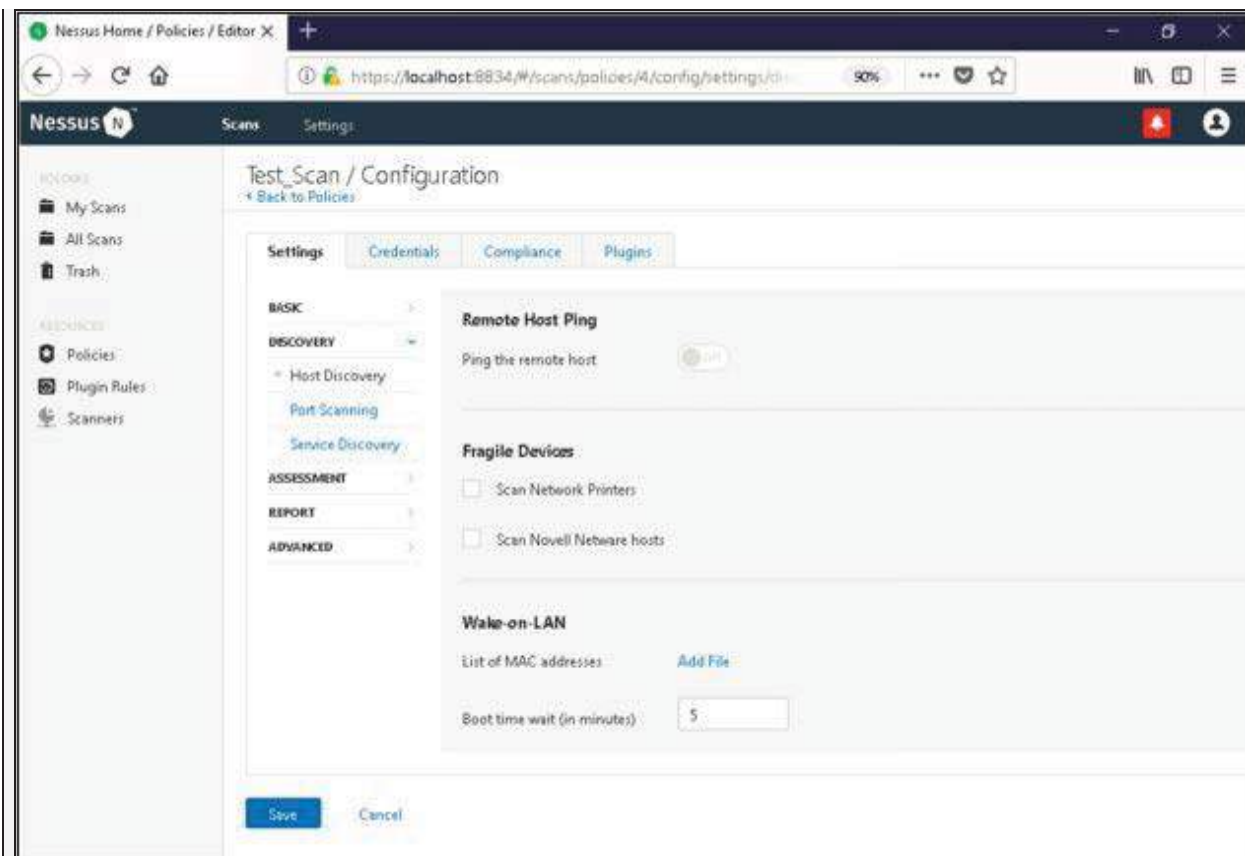 Nessus Home / Policies / Editor
https://localhost:8834/#/scans/policies/4/config/settings/dis
90%
Nessus N
Scans
Settings
FOLDERS
My Scans
All Scans
Trash
RESOURCES
Policies
Plugin Rules
Scanners
Test_Scan / Configuration
Back to Policies
Settings
Credentials
Compliance
Plugins
BASIC
DISCOVERY
Host Discovery
Port Scanning
Service Discovery
ASSESSMENT
REPORT
ADVANCED
Remote Host Ping
Ping the remote host
Off
Fragile Devices
Scan Network Printers
Scan Novell Netware hosts
Wake-on-LAN
List of MAC addresses
Add File
Boot time wait (in minutes)
5
Save
Cancel